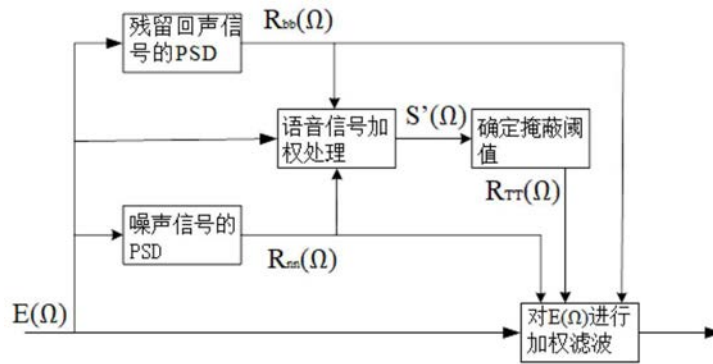 残留回声信
号的PSD
R_bb(Ω)
语音信号加
权处理
S’(Ω)
确定掩蔽阈
值
R_TT(Ω)
噪声信号的
PSD
R_nn(Ω)
E(Ω)
对E(Ω)进行
加权滤波